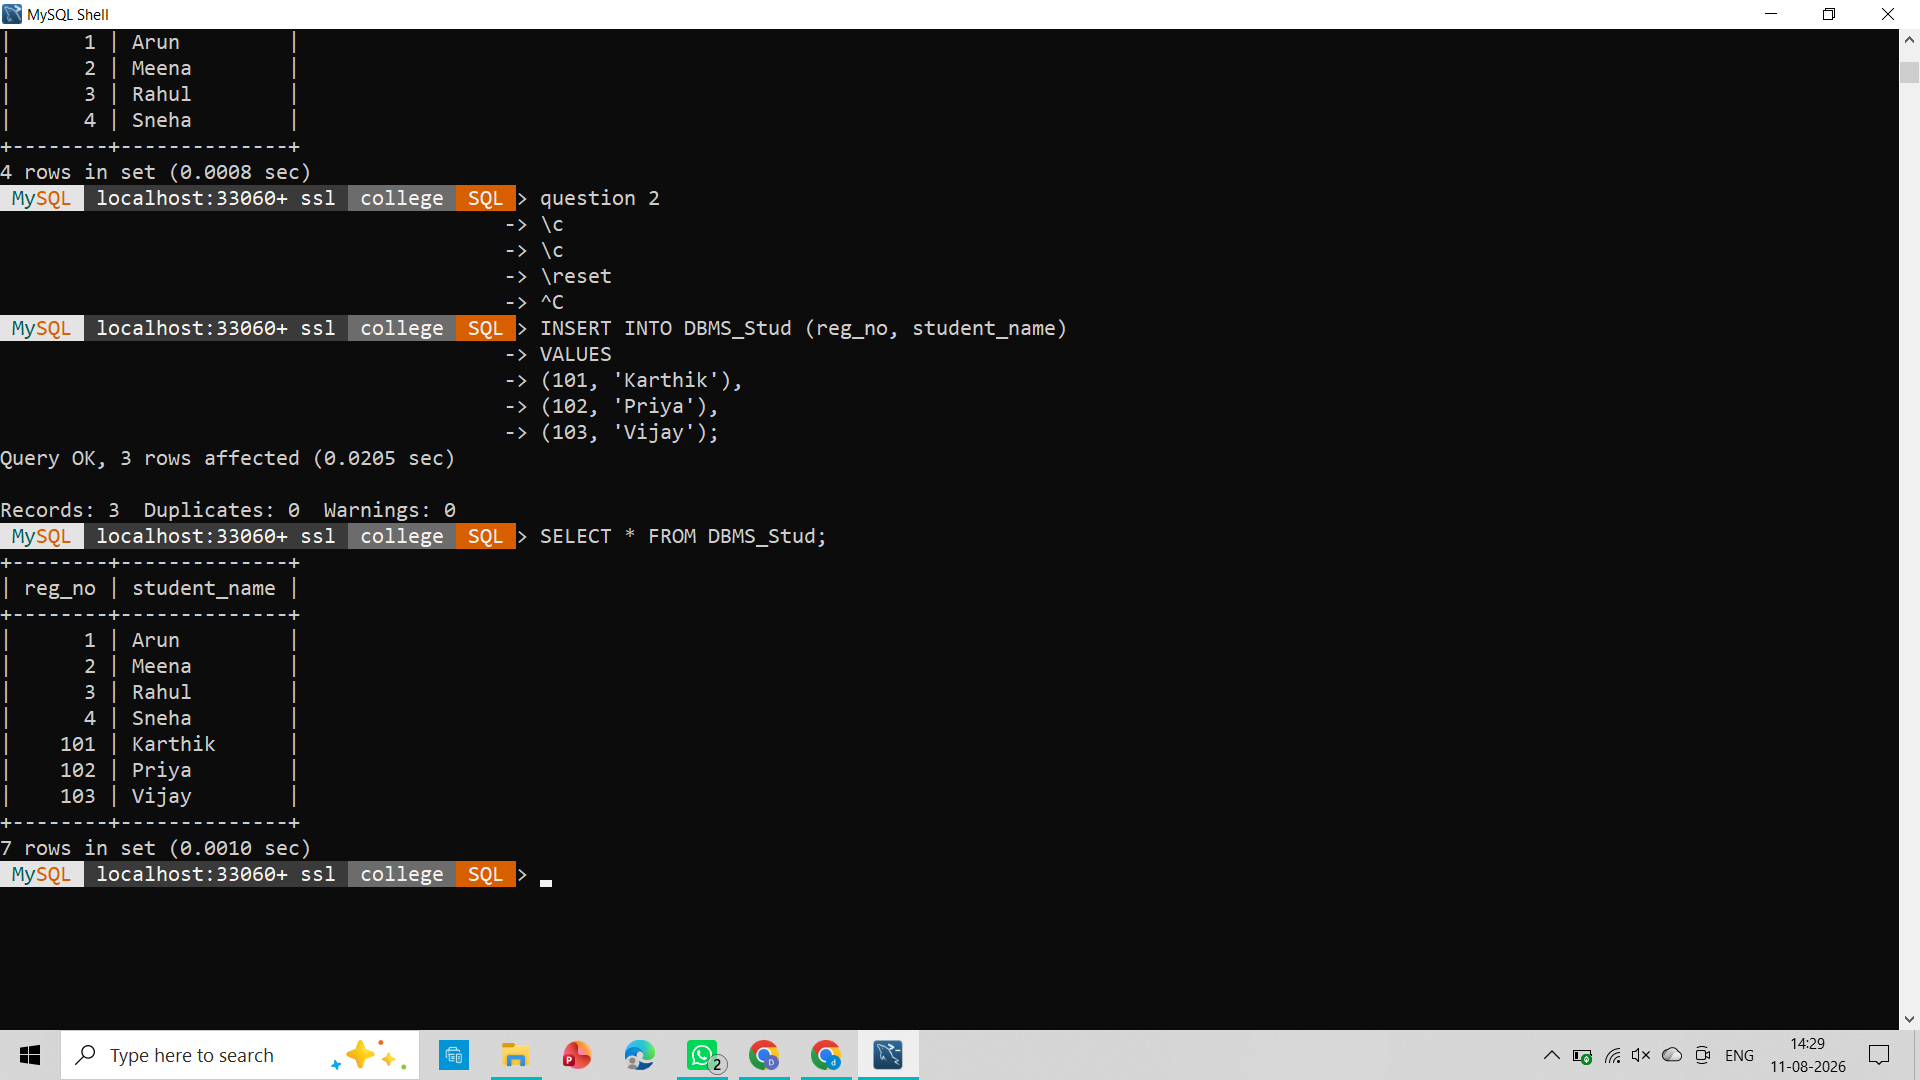 MySQL Shell
|      1 | Arun         |
|      2 | Meena        |
|      3 | Rahul        |
|      4 | Sneha        |
+--------+--------------+
4 rows in set (0.0008 sec)
MySQL localhost:33060+ ssl college SQL > question 2
-> \c
-> \c
-> \reset
-> ^C
MySQL localhost:33060+ ssl college SQL > INSERT INTO DBMS_Stud (reg_no, student_name)
-> VALUES
-> (101, 'Karthik'),
-> (102, 'Priya'),
-> (103, 'Vijay');
Query OK, 3 rows affected (0.0205 sec)
Records: 3  Duplicates: 0  Warnings: 0
MySQL localhost:33060+ ssl college SQL > SELECT * FROM DBMS_Stud;
+--------+--------------+
| reg_no | student_name |
+--------+--------------+
|      1 | Arun         |
|      2 | Meena        |
|      3 | Rahul        |
|      4 | Sneha        |
|    101 | Karthik      |
|    102 | Priya        |
|    103 | Vijay        |
+--------+--------------+
7 rows in set (0.0010 sec)
MySQL localhost:33060+ ssl college SQL >
Type here to search
2
ENG
14:29
11-08-2026